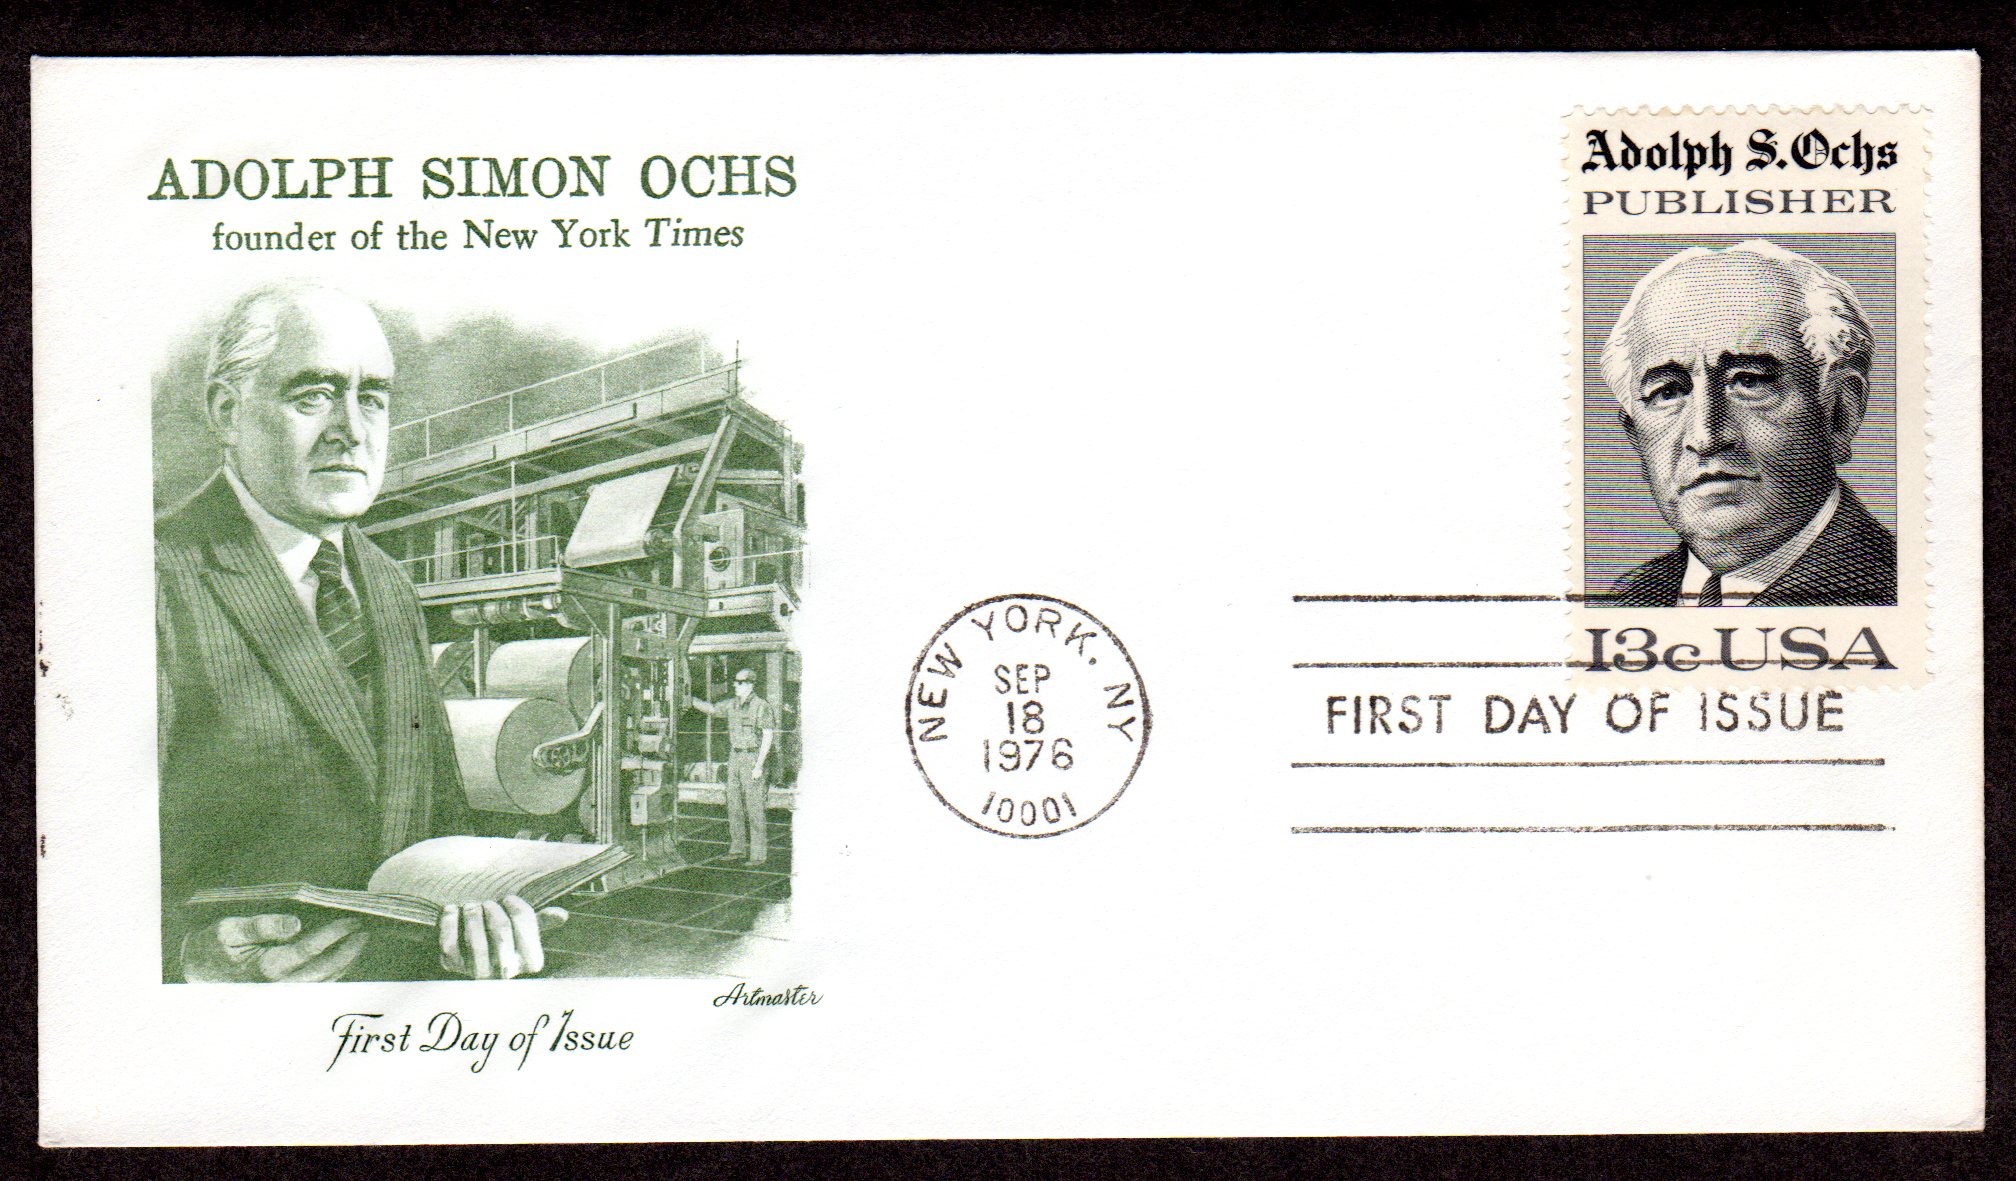 ADOLPH SIMON OCHS
founder of the New York Times
Artmaster
First Day of Issue
NEW YORK, NY
SEP
18
1976
10001
Adolph S. Ochs
PUBLISHER
13c USA
FIRST DAY OF ISSUE